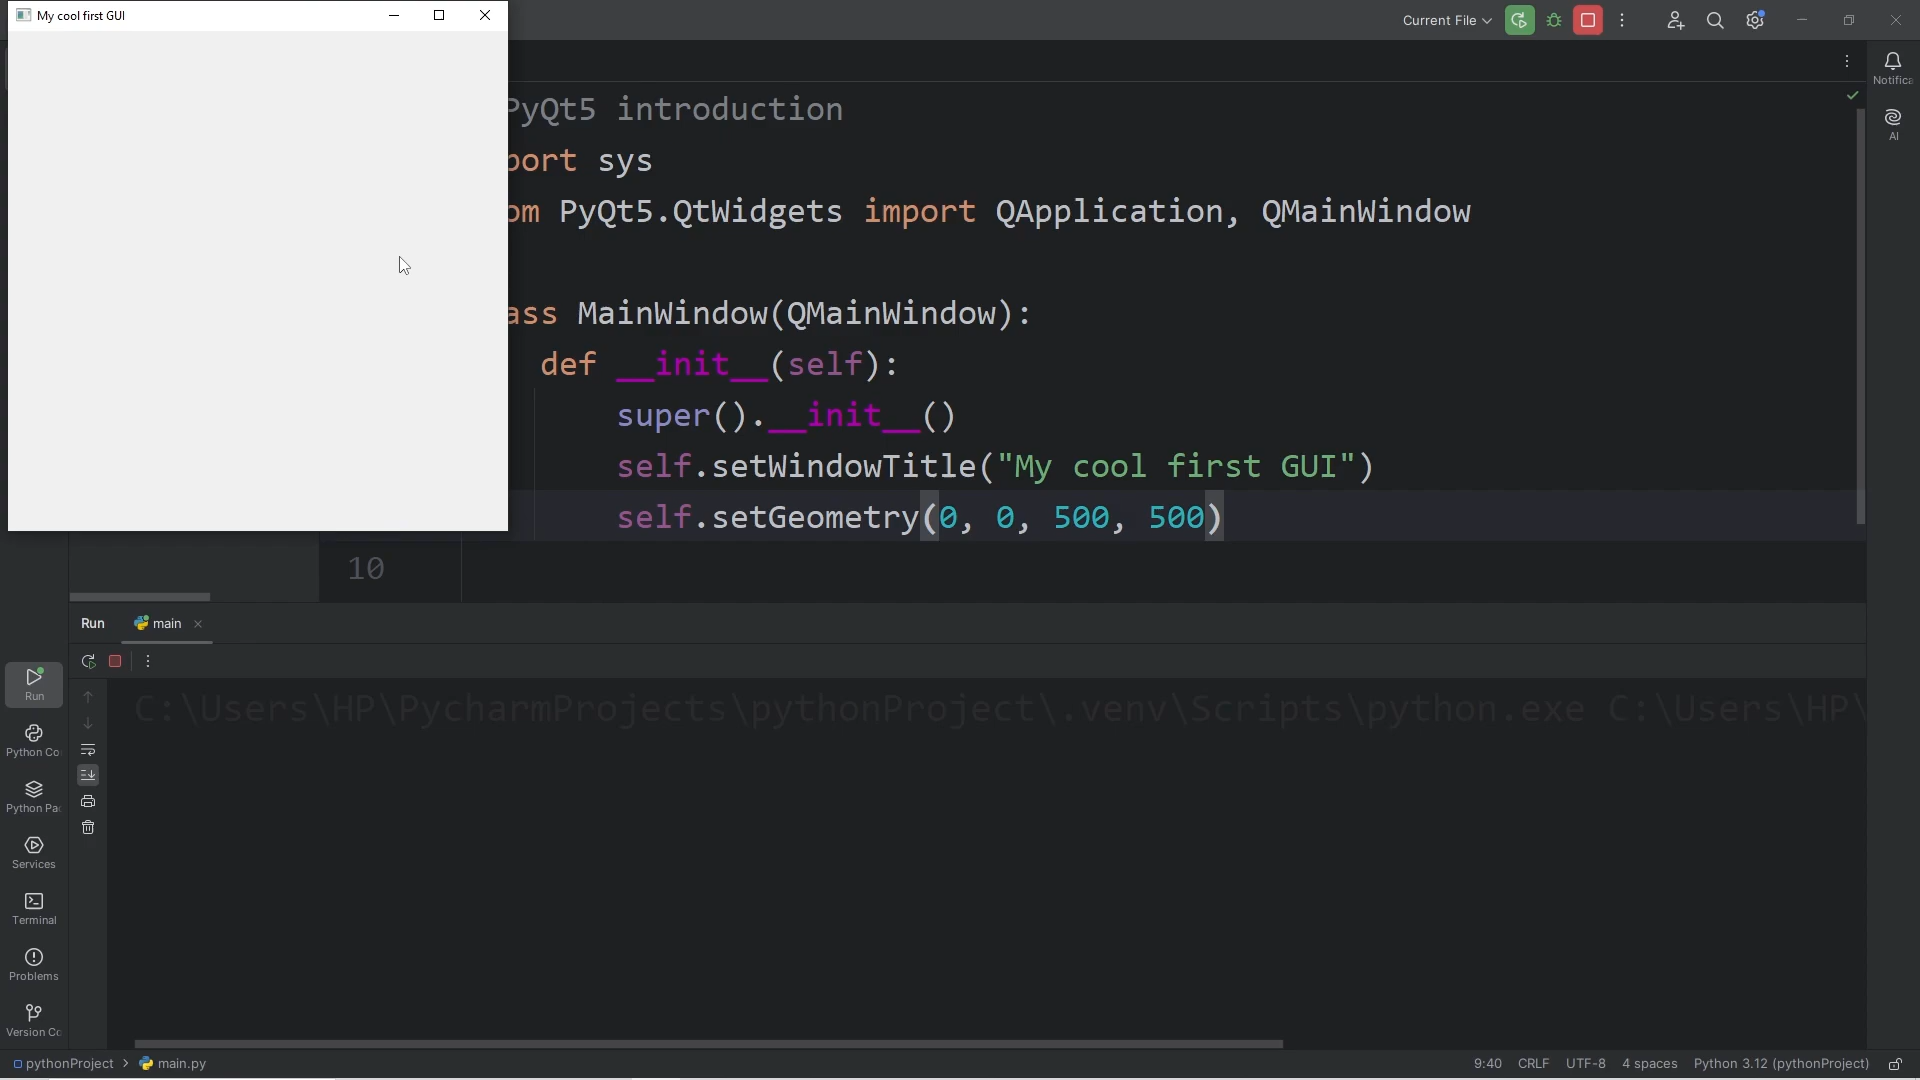 My cool first GUI
Current File
Notifica
AI
PyQt5 introduction
port sys
om PyQt5.QtWidgets import QApplication, QMainWindow
ass MainWindow(QMainWindow):
def __init__(self):
super().__init__()
self.setWindowTitle("My cool first GUI")
self.setGeometry(0, 0, 500, 500)
10
Run
main
C:\Users\HP\PycharmProjects\pythonProject\.venv\Scripts\python.exe C:\Users\HP\
Run
Python Co
Python Pac
Services
Terminal
Problems
Version Co
pythonProject > main.py
9:40 CRLF UTF-8 4 spaces Python 3.12 (pythonProject)